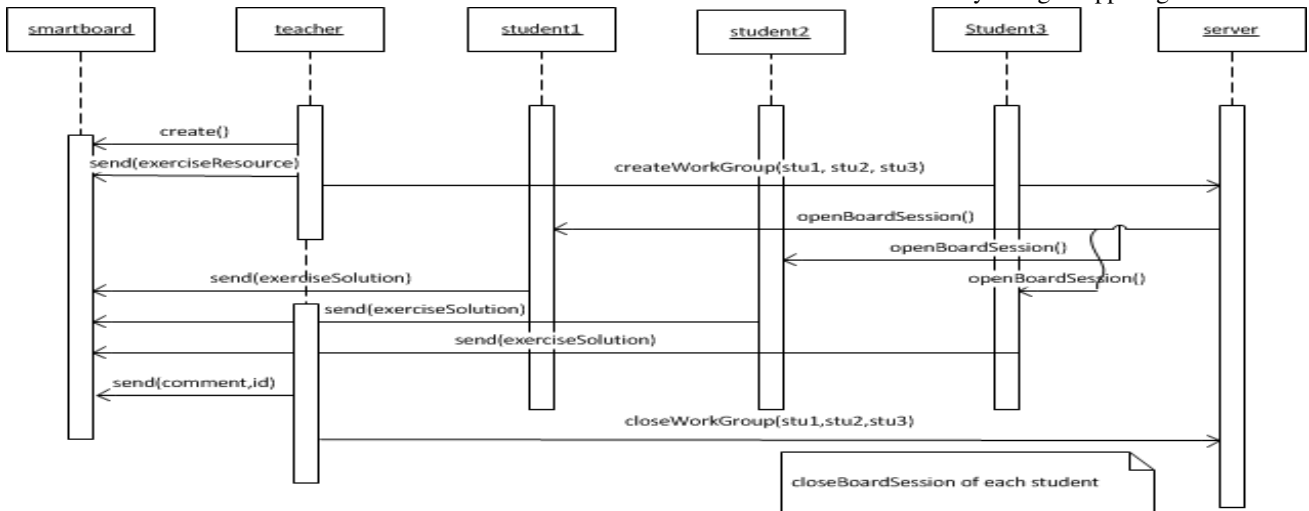 smartboard
teacher
student1
student2
Student3
server
create()
send(exerciseResource)
createWorkGroup(stu1, stu2, stu3)
openBoardSession()
openBoardSession()
openBoardSession()
send(exerciseSolution)
send(exerciseSolution)
send(exerciseSolution)
send(comment,id)
closeWorkGroup(stu1,stu2,stu3)
closeBoardSession of each student